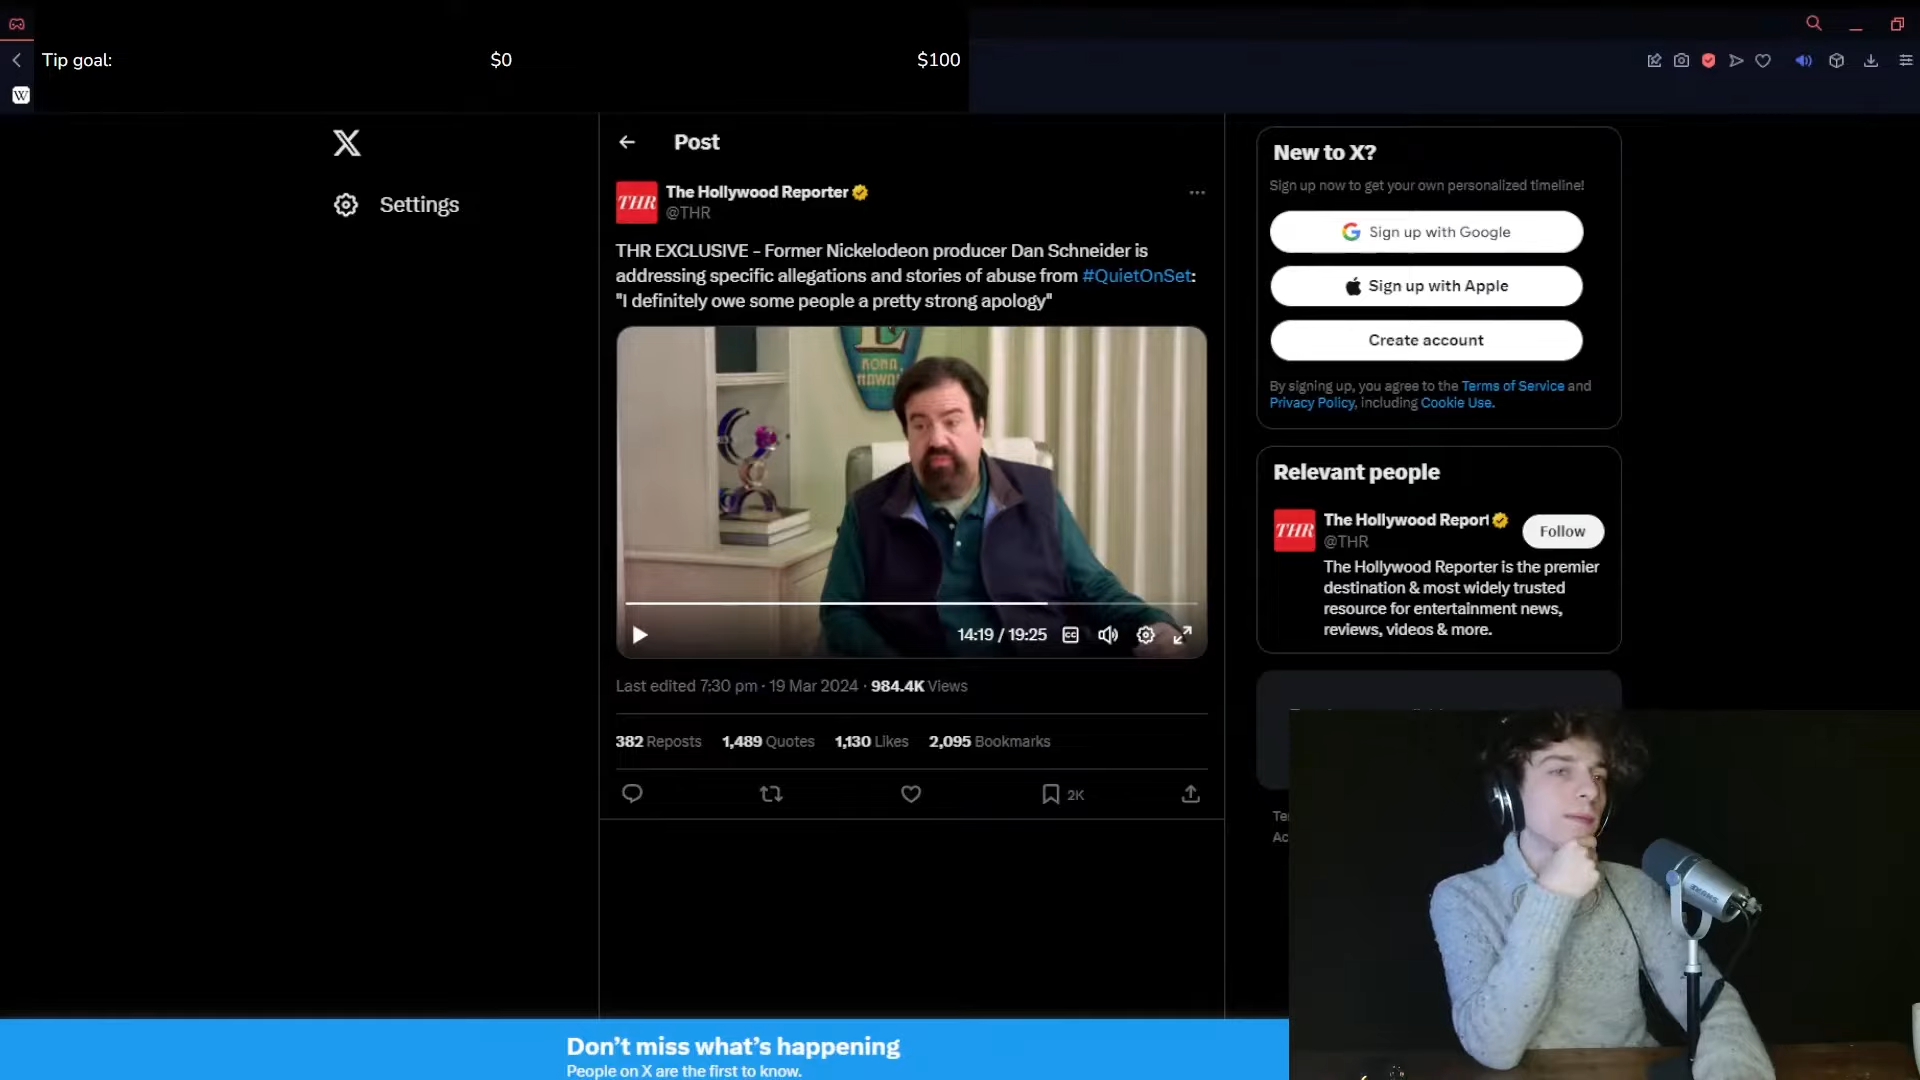 Tip goal:
$0
$100
W
Post
Settings
THR
The Hollywood Reporter
@THR
THR EXCLUSIVE - Former Nickelodeon producer Dan Schneider is
addressing specific allegations and stories of abuse from #QuietOnSet:
"I definitely owe some people a pretty strong apology"
KONA,
HAWAI
14:19 / 19:25
CC
Last edited 7:30 pm · 19 Mar 2024 · 984.4K Views
382 Reposts 1,489 Quotes 1,130 Likes 2,095 Bookmarks
2K
New to X?
Sign up now to get your own personalized timeline!
Sign up with Google
Sign up with Apple
Create account
By signing up, you agree to the Terms of Service and
Privacy Policy, including Cookie Use.
Relevant people
THR
The Hollywood Report
@THR
Follow
The Hollywood Reporter is the premier
destination & most widely trusted
resource for entertainment news,
reviews, videos & more.
Te
Ac
Don't miss what's happening
People on X are the first to know.